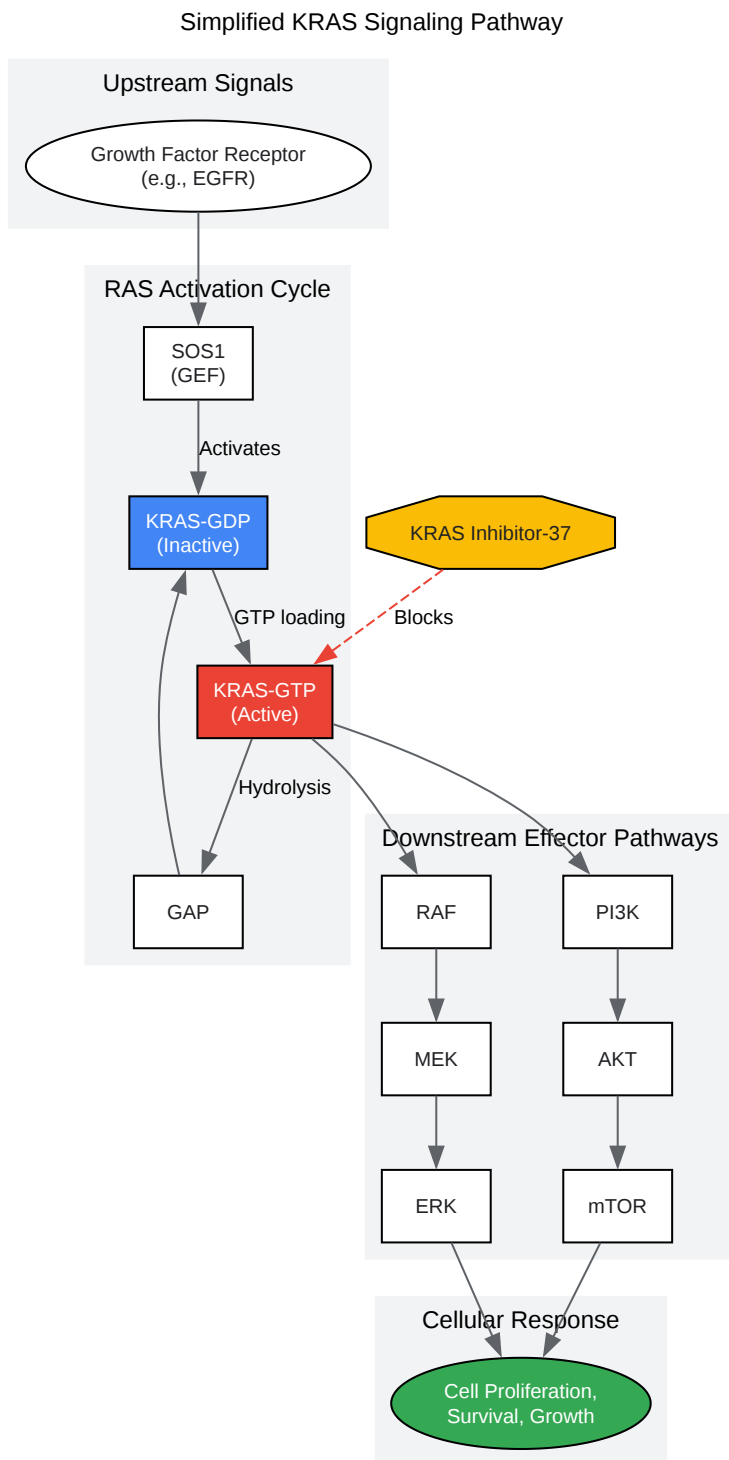 Simplified KRAS Signaling Pathway
Upstream Signals
Growth Factor Receptor
(e.g., EGFR)
RAS Activation Cycle
SOS1
(GEF)
Activates
KRAS-GDP
(Inactive)
KRAS Inhibitor-37
GTP loading
Blocks
KRAS-GTP
(Active)
Hydrolysis
GAP
Downstream Effector Pathways
RAF
PI3K
MEK
AKT
ERK
mTOR
Cellular Response
Cell Proliferation,
Survival, Growth